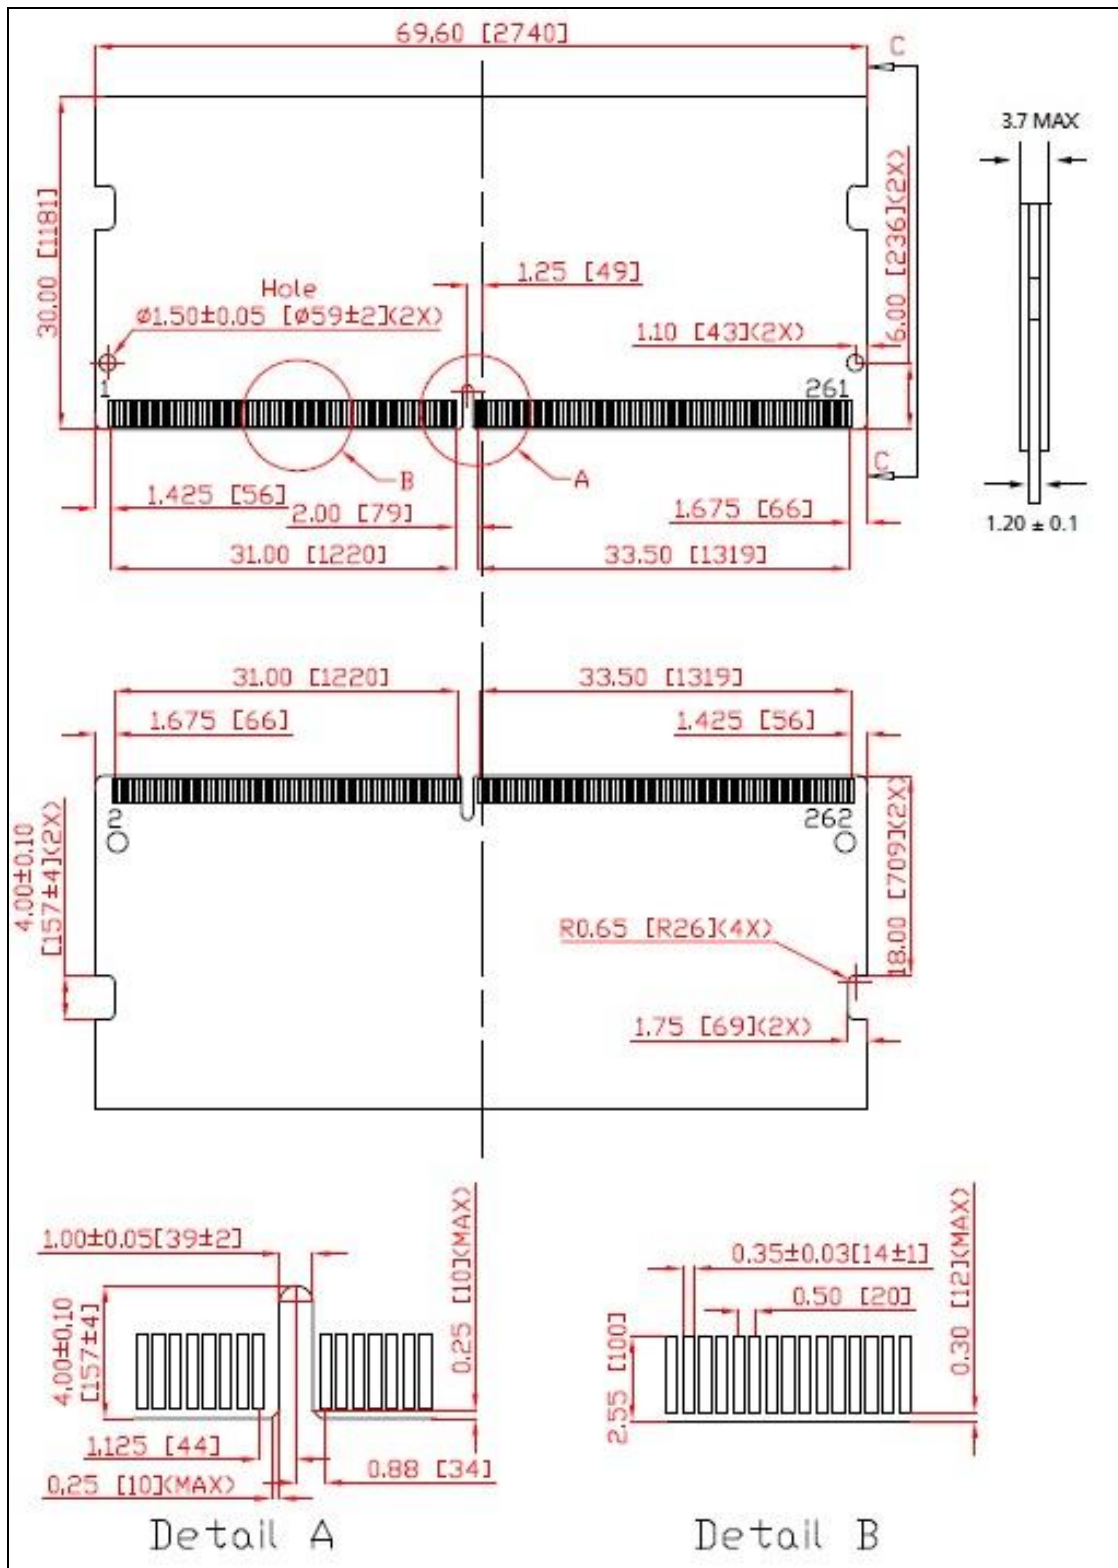 69.60 [2740]
C
3.7 MAX
30.00 [1181]
6.00 [236](2X)
1.25 [49]
Hole
Ø1.50±0.05 [Ø59±2](2X)
1.10 [43](2X)
1
261
B
A
C
1.425 [56]
2.00 [79]
1.675 [66]
1.20 ± 0.1
31.00 [1220]
33.50 [1319]
31.00 [1220]
33.50 [1319]
1.675 [66]
1.425 [56]
2
262
4.00±0.10
[157±4](2X)
18.00 [709](2X)
R0.65 [R26](4X)
1.75 [69](2X)
1.00±0.05[39±2]
0.25 [10](MAX)
0.35±0.03[14±1]
0.50 [20]
0.30 [12](MAX)
4.00±0.10
[157±4]
2.55 [100]
1.125 [44]
0.88 [34]
0.25 [10](MAX)
Detail A
Detail B